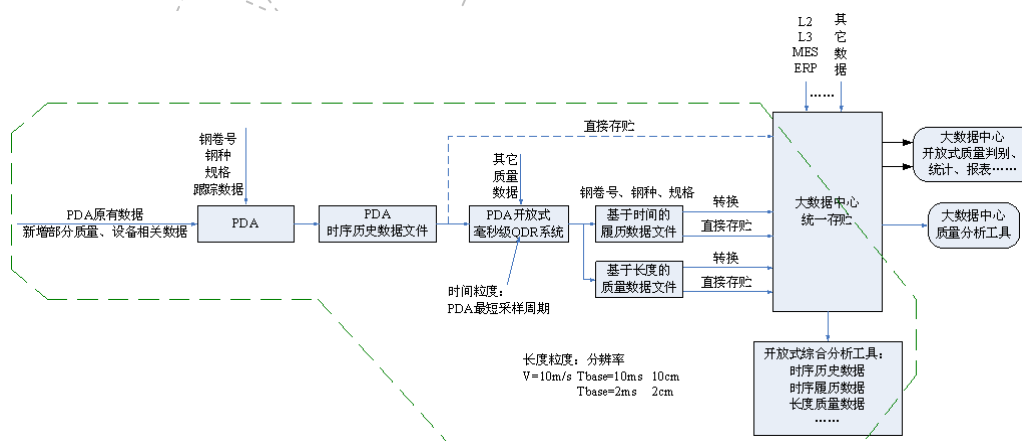 L2
L3
MES
ERP
其
它
数
据
……
直接存贮
大数据中心
开放式质量判别、
统计、报表……
钢卷号
钢种
规格
跟踪数据
其它
质量
数据
钢卷号、钢种、规格
PDA原有数据
新增部分质量、设备相关数据
PDA
PDA
时序历史数据文件
PDA开放式
毫秒级QDR系统
基于时间的
履历数据文件
转换
直接存贮
大数据中心
统一存贮
大数据中心
质量分析工具
基于长度的
质量数据文件
转换
直接存贮
时间粒度：
PDA最短采样周期
长度粒度：分辨率
V=10m/s Tbase=10ms 10cm
Tbase=2ms 2cm
开放式综合分析工具：
时序历史数据
时序履历数据
长度质量数据
……